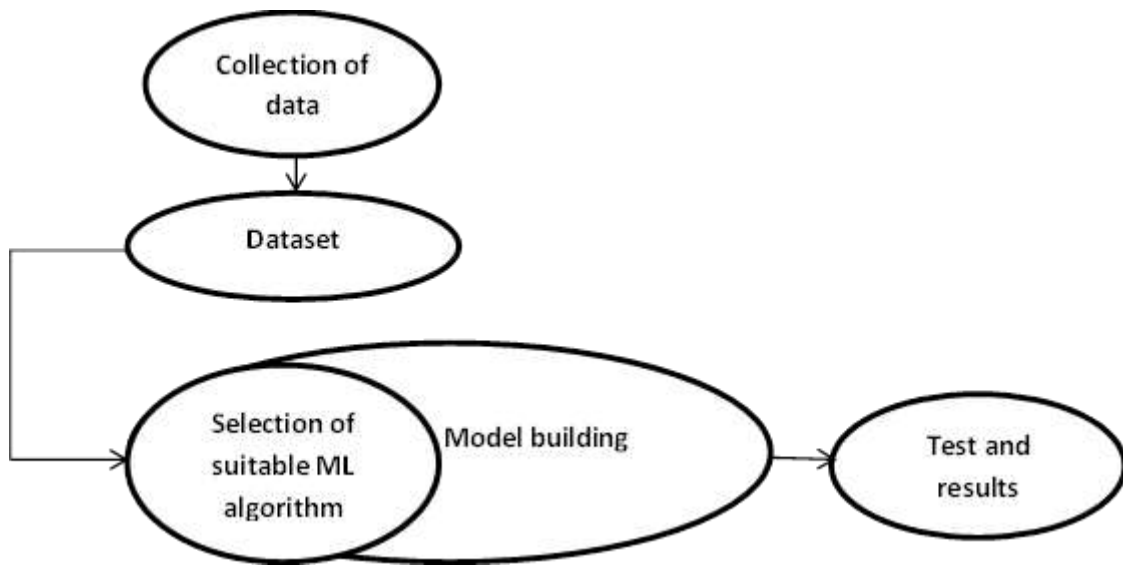 Collection of
data
Dataset
Selection of
suitable ML
algorithm
Model building
Test and
results